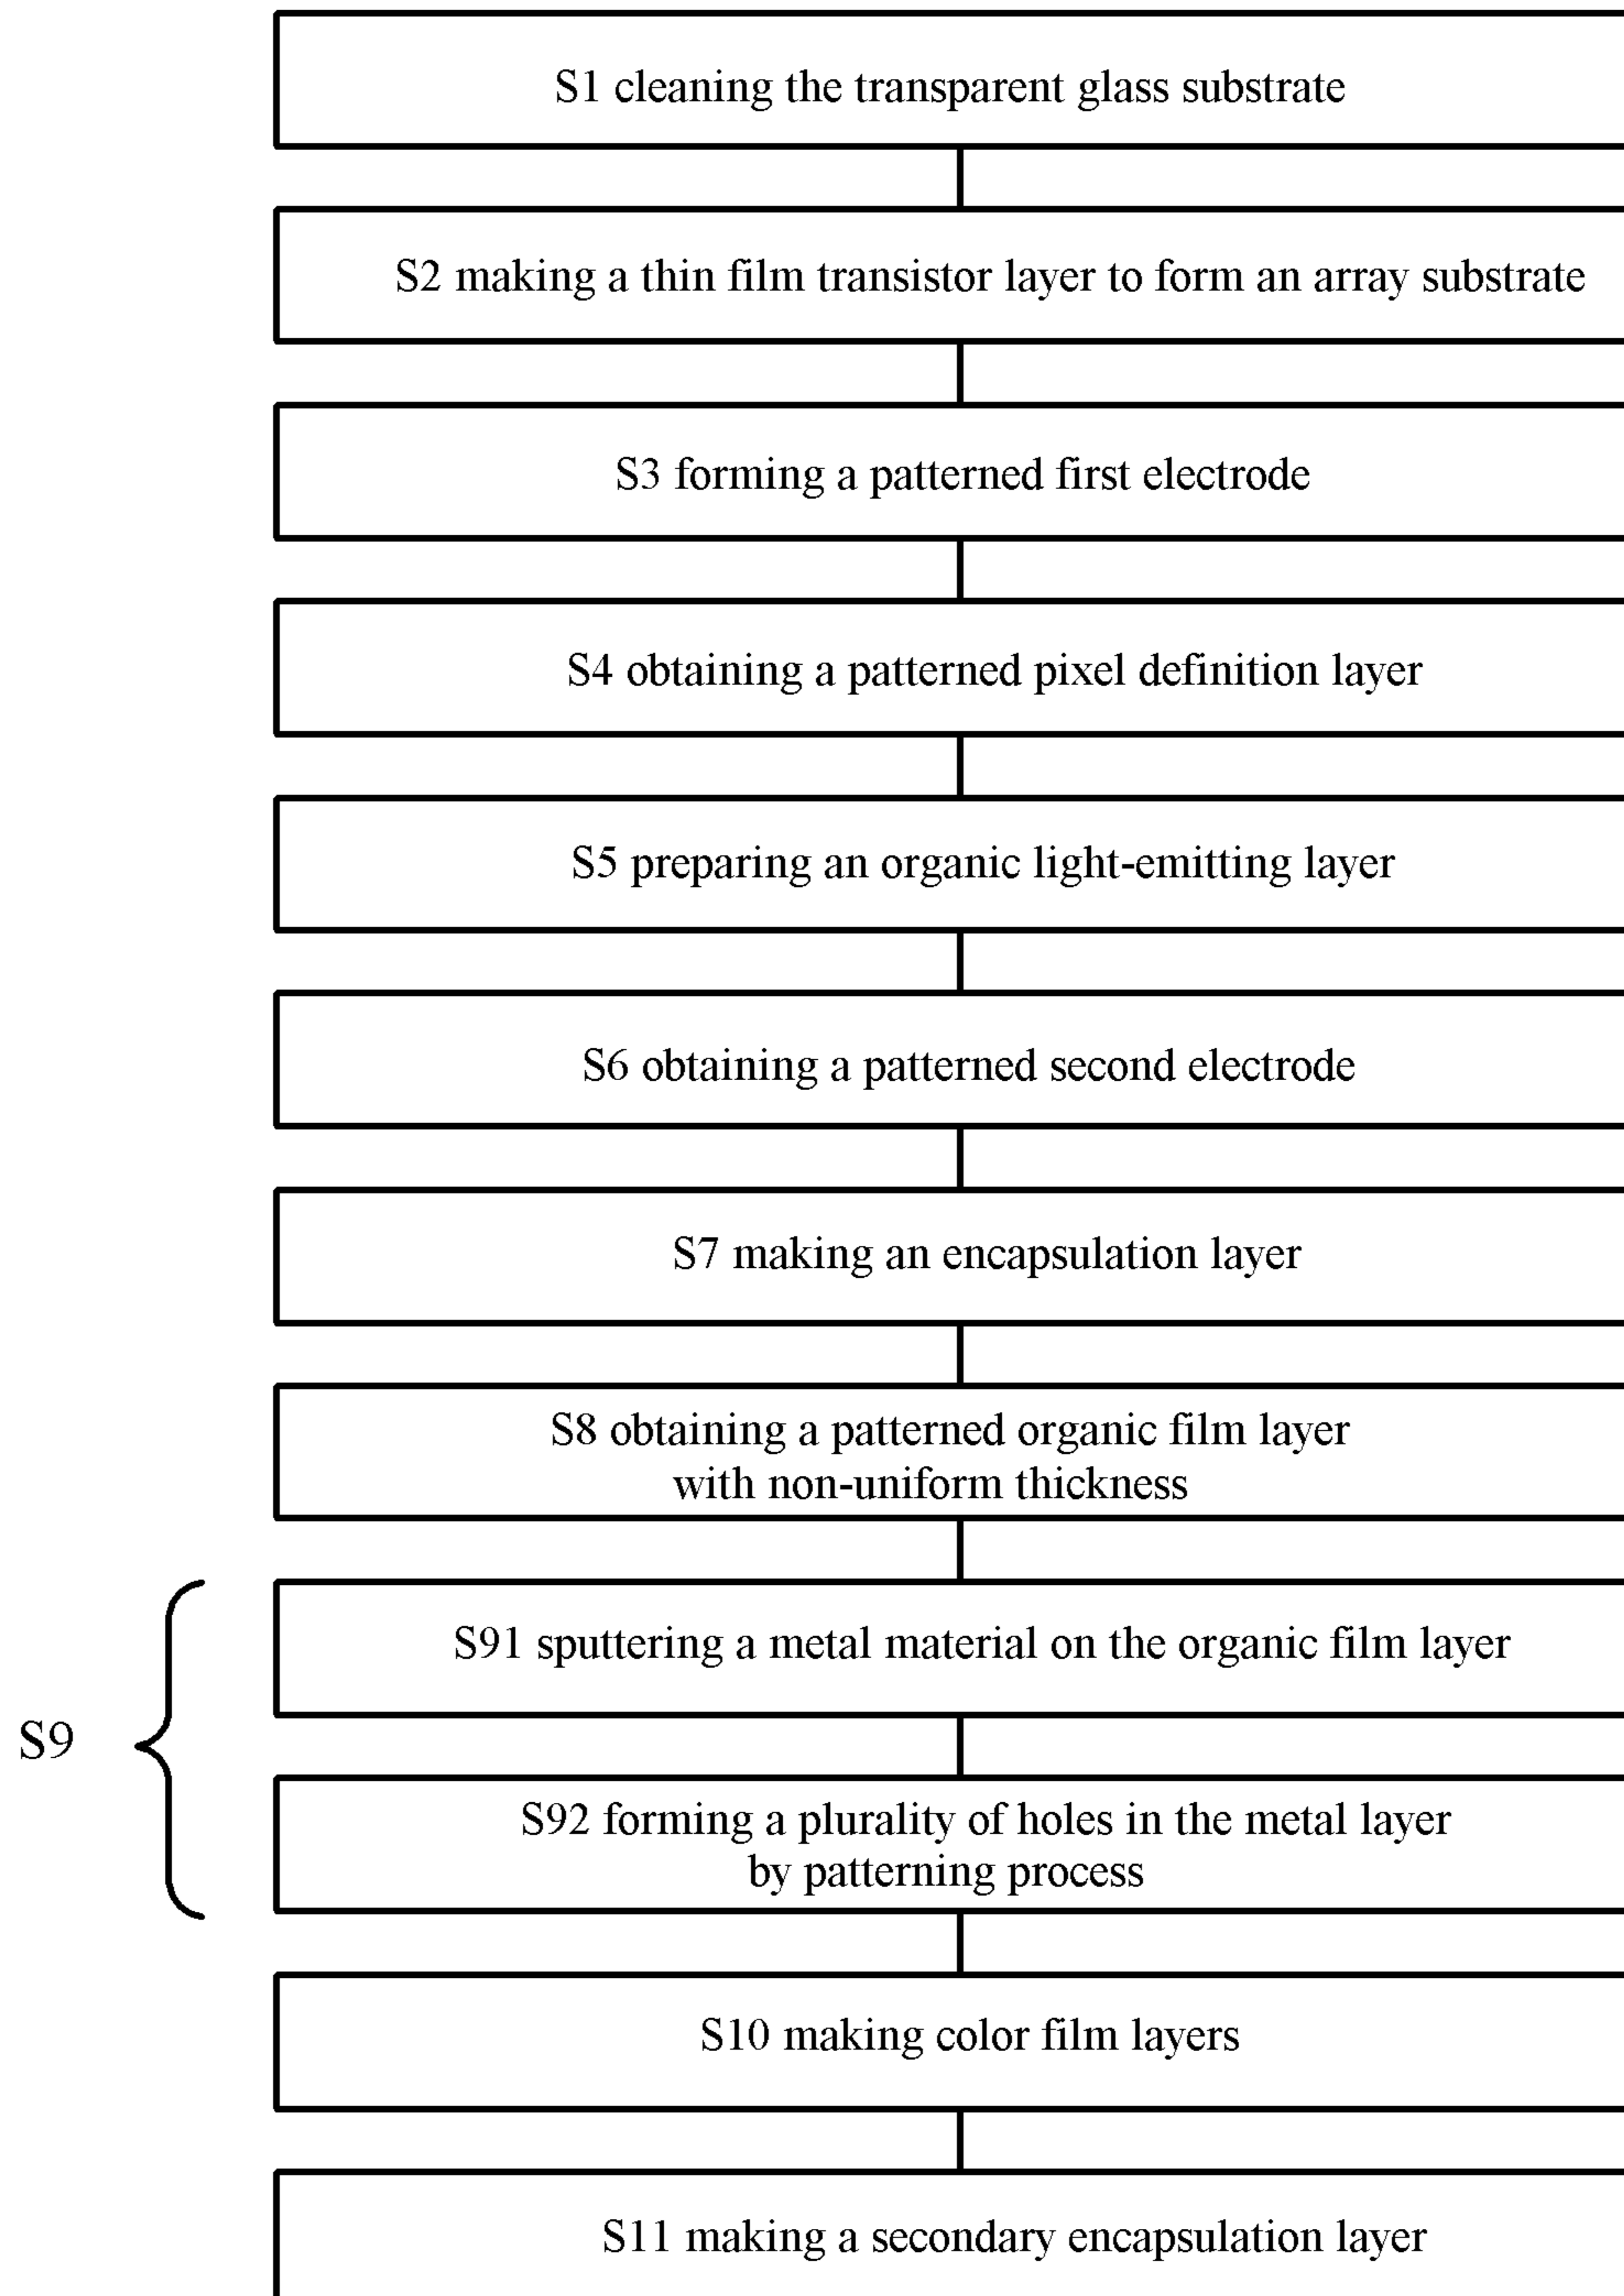 S1 cleaning the transparent glass substrate
S2 making a thin film transistor layer to form an array substrate
S3 forming a patterned first electrode
S4 obtaining a patterned pixel definition layer
S5 preparing an organic light-emitting layer
S6 obtaining a patterned second electrode
S7 making an encapsulation layer
S8 obtaining a patterned organic film layer
with non-uniform thickness
S9
S91 sputtering a metal material on the organic film layer
S92 forming a plurality of holes in the metal layer
by patterning process
S10 making color film layers
S11 making a secondary encapsulation layer